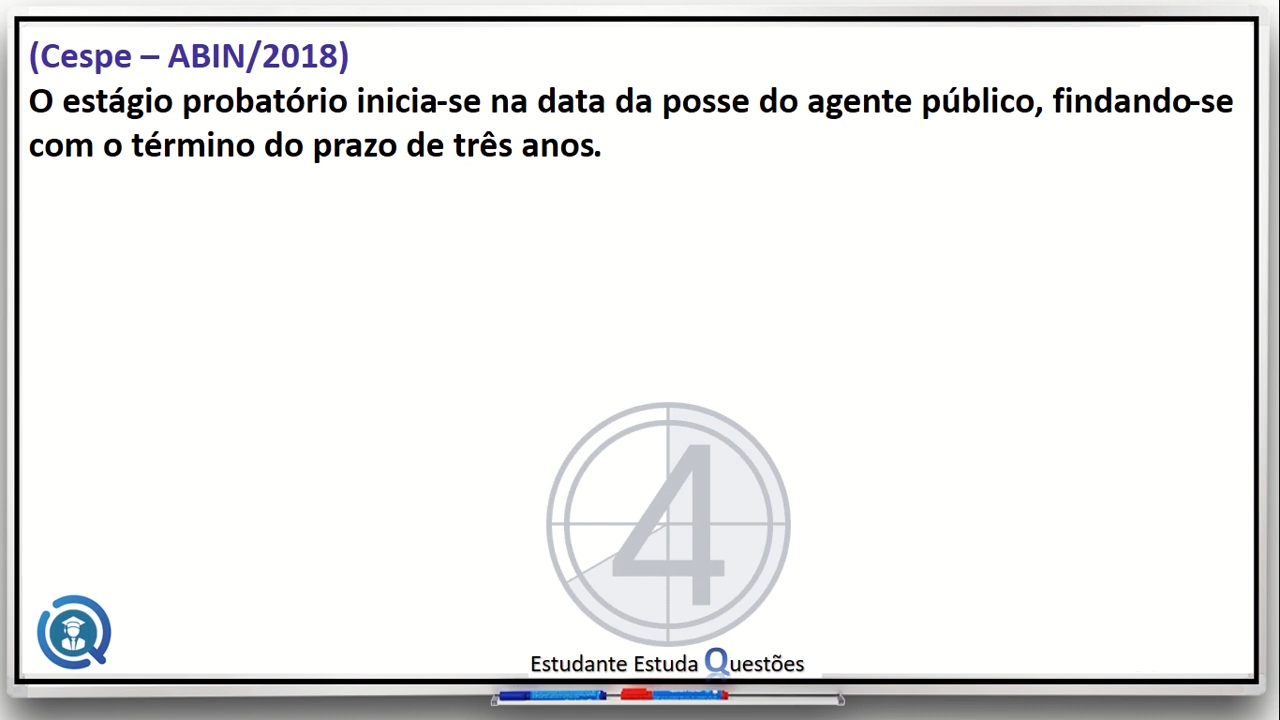 (Cespe – ABIN/2018)
O estágio probatório inicia-se na data da posse do agente público, findando-se
com o término do prazo de três anos.
4
Estudante Estuda Questões